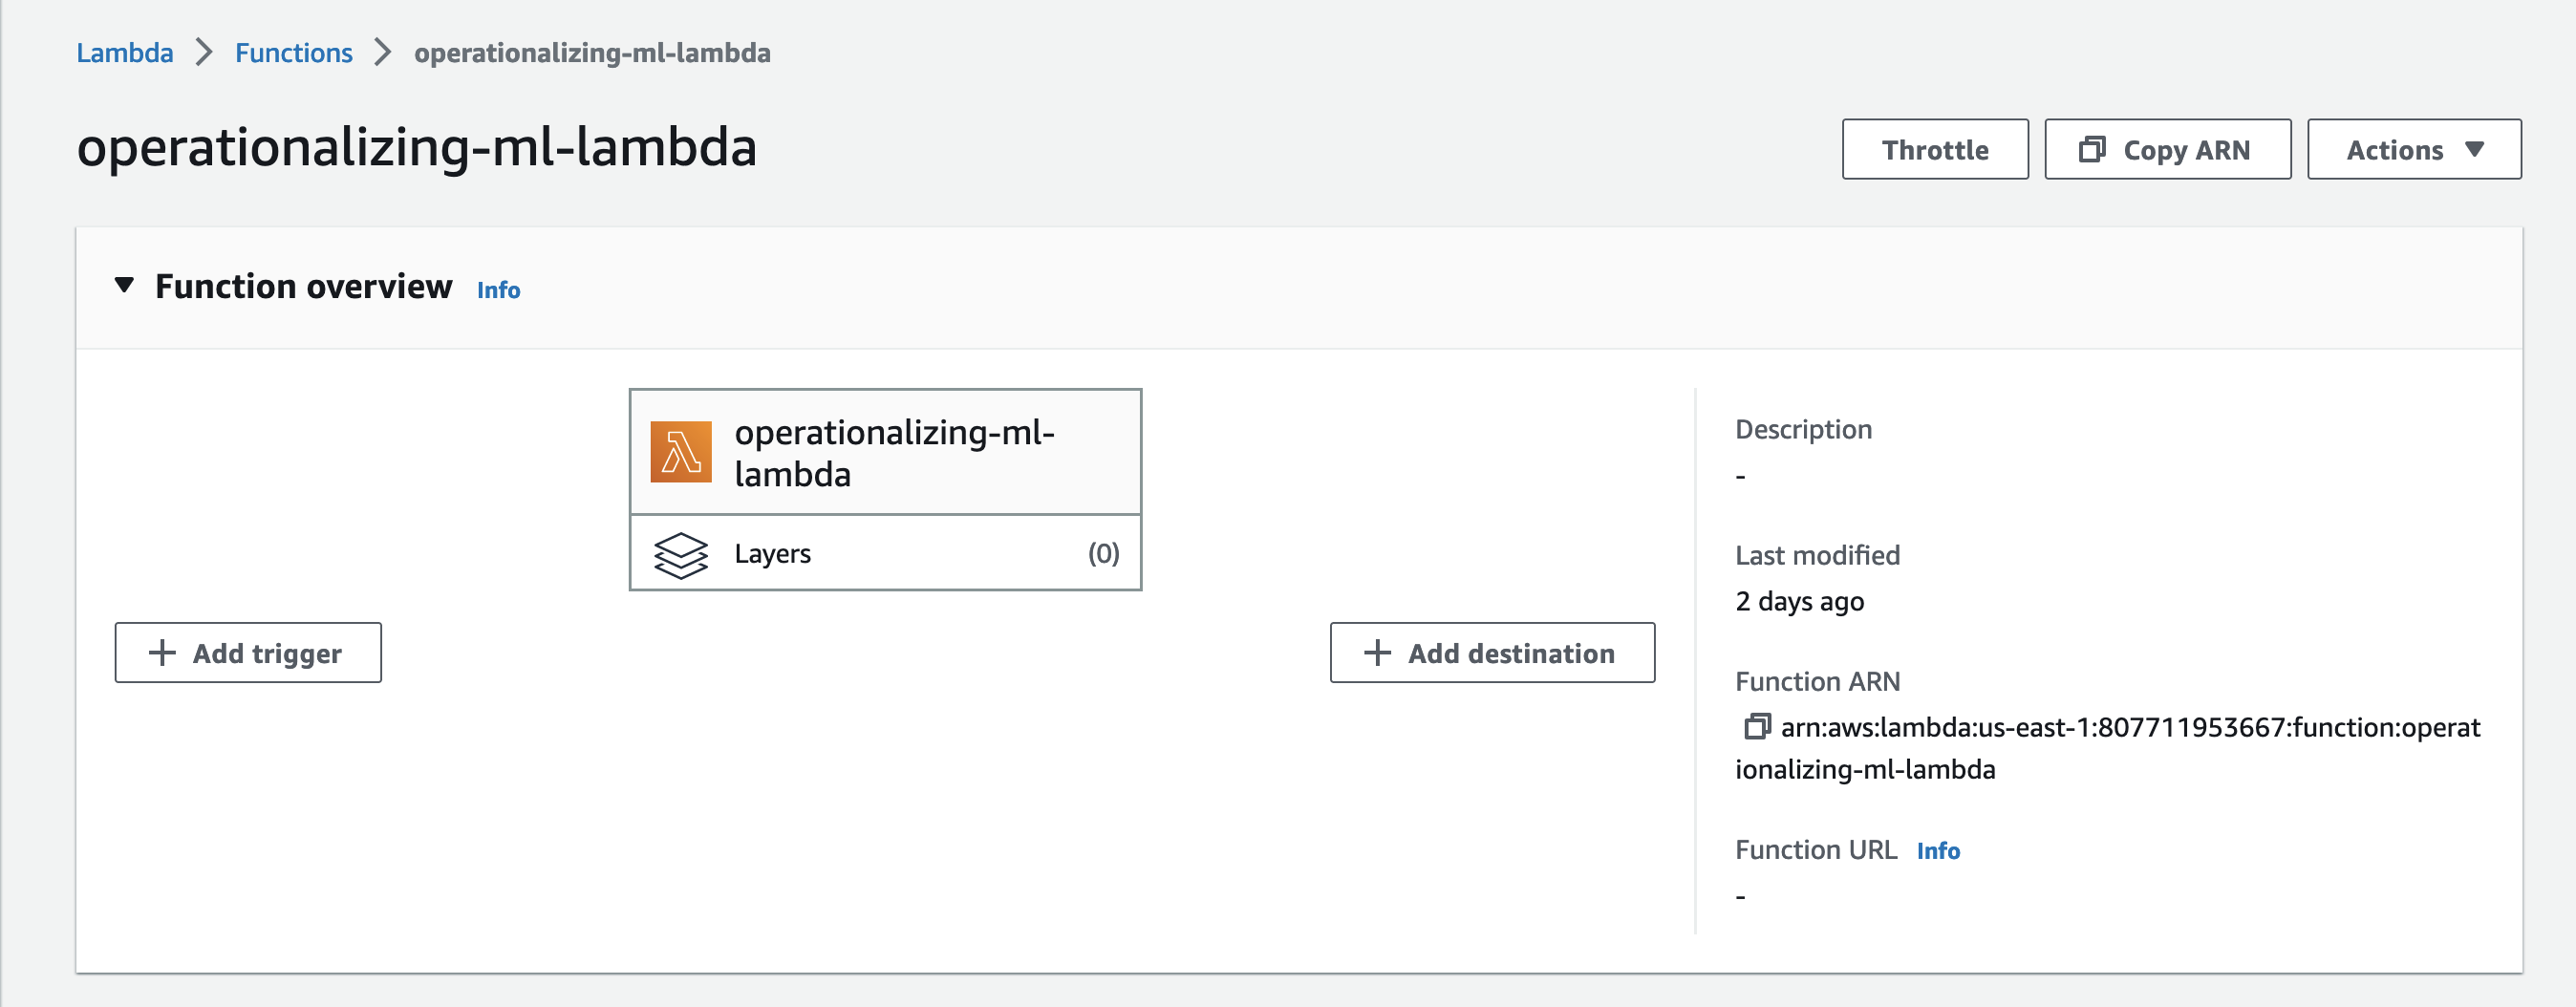 Lambda > Functions > operationalizing-ml-lambda
operationalizing-ml-lambda
Throttle
Copy ARN
Actions
Function overview Info
operationalizing-ml-
lambda
Layers (0)
Add trigger
Add destination
Description
-
Last modified
2 days ago
Function ARN
arn:aws:lambda:us-east-1:807711953667:function:operat
ionalizing-ml-lambda
Function URL Info
-